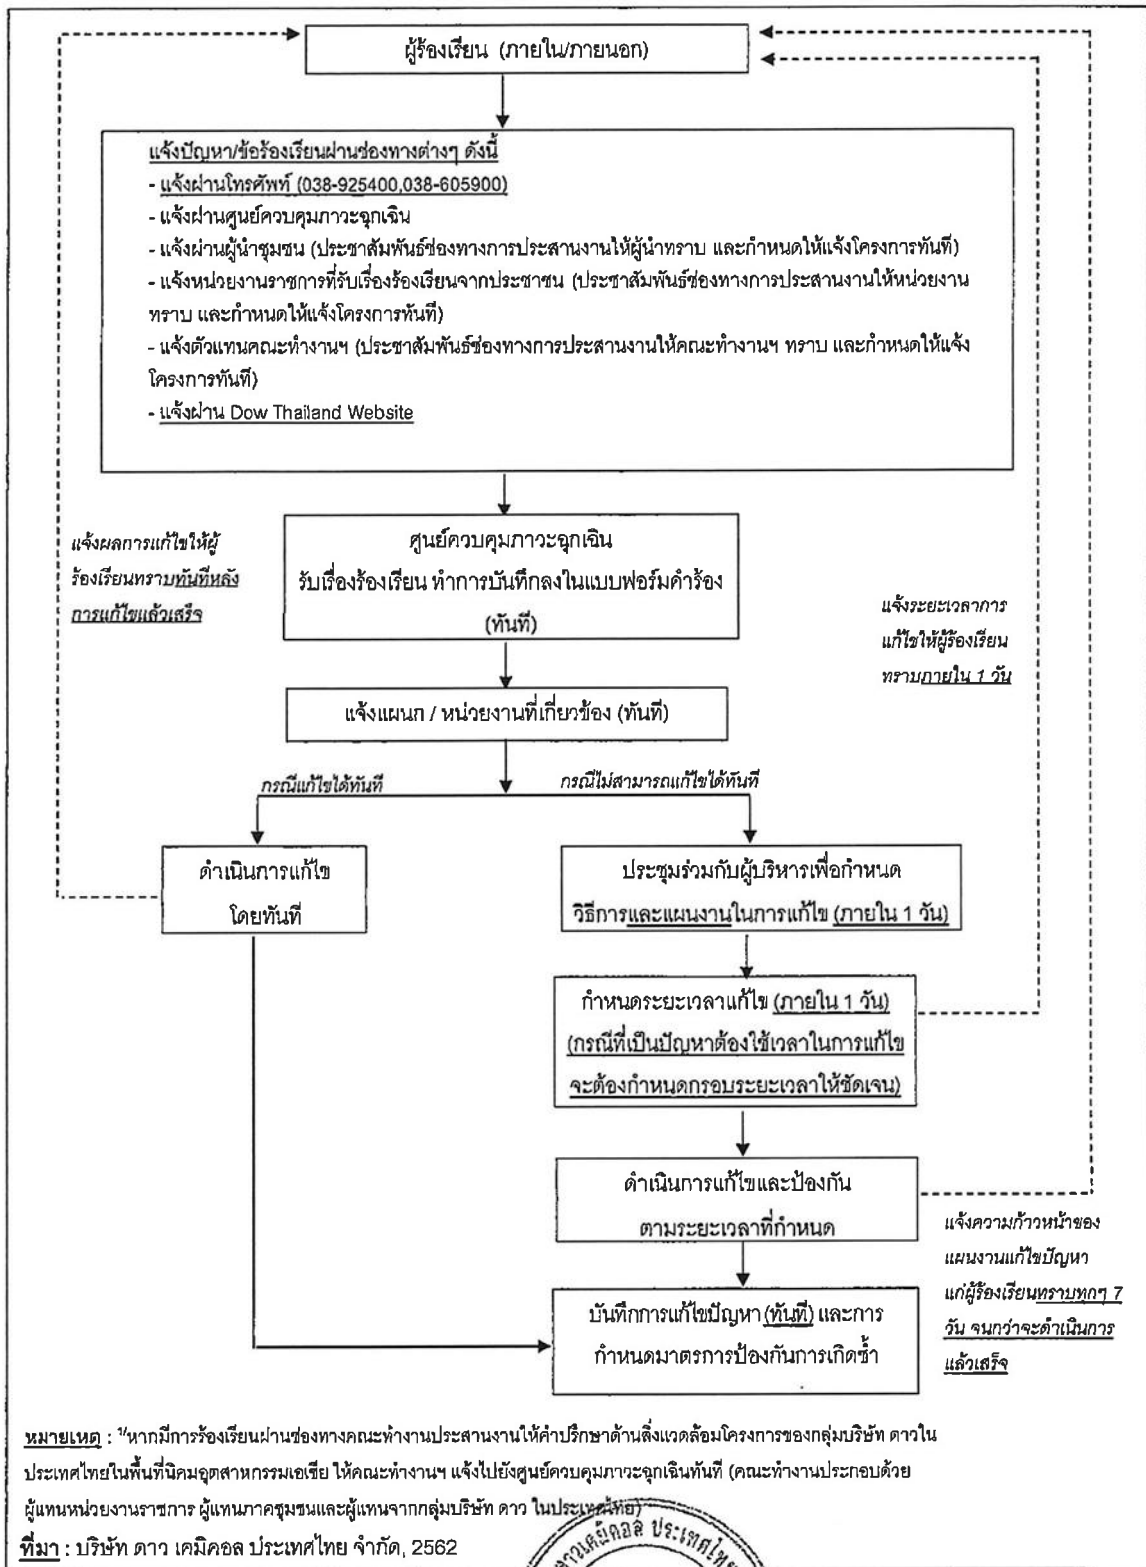 ผู้ร้องเรียน (ภายใน/ภายนอก)
แจ้งปัญหา/ข้อร้องเรียนผ่านช่องทางต่างๆ ดังนี้
- แจ้งผ่านโทรศัพท์ (038-925400,038-605900)
- แจ้งผ่านศูนย์ควบคุมภาวะฉุกเฉิน
- แจ้งผ่านผู้นำชุมชน (ประชาสัมพันธ์ช่องทางการประสานงานให้ผู้นำทราบ และกำหนดให้แจ้งโครงการทันที)
- แจ้งหน่วยงานราชการที่รับเรื่องร้องเรียนจากประชาชน (ประชาสัมพันธ์ช่องทางการประสานงานให้หน่วยงาน
ทราบ และกำหนดให้แจ้งโครงการทันที)
- แจ้งตัวแทนคณะทำงานฯ (ประชาสัมพันธ์ช่องทางการประสานงานให้คณะทำงานฯ ทราบ และกำหนดให้แจ้ง
โครงการทันที)
- แจ้งผ่าน Dow Thailand Website
แจ้งผลการแก้ไขให้ผู้
ร้องเรียนทราบทันทีหลัง
การแก้ไขแล้วเสร็จ
ศูนย์ควบคุมภาวะฉุกเฉิน
รับเรื่องร้องเรียน ทำการบันทึกลงในแบบฟอร์มคำร้อง
(ทันที)
แจ้งระยะเวลาการ
แก้ไขให้ผู้ร้องเรียน
ทราบภายใน 1 วัน
แจ้งแผนก / หน่วยงานที่เกี่ยวข้อง (ทันที)
กรณีแก้ไขได้ทันที
กรณีไม่สามารถแก้ไขได้ทันที
ดำเนินการแก้ไข
โดยทันที
ประชุมร่วมกับผู้บริหารเพื่อกำหนด
วิธีการและแผนงานในการแก้ไข (ภายใน 1 วัน)
กำหนดระยะเวลาแก้ไข (ภายใน 1 วัน)
(กรณีที่เป็นปัญหาต้องใช้เวลาในการแก้ไข
จะต้องกำหนดกรอบระยะเวลาให้ชัดเจน)
ดำเนินการแก้ไขและป้องกัน
ตามระยะเวลาที่กำหนด
แจ้งความก้าวหน้าของ
แผนงานแก้ไขปัญหา
แก่ผู้ร้องเรียนทราบทุกๆ 7
วัน จนกว่าจะดำเนินการ
แล้วเสร็จ
บันทึกการแก้ไขปัญหา (ทันที) และการ
กำหนดมาตรการป้องกันการเกิดซ้ำ
หมายเหตุ : 1/หากมีการร้องเรียนผ่านช่องทางคณะทำงานประสานงานให้คำปรึกษาด้านสิ่งแวดล้อมโครงการของกลุ่มบริษัท ดาวใน
ประเทศไทยในพื้นที่นิคมอุตสาหกรรมเอเซีย ให้คณะทำงานฯ แจ้งไปยังศูนย์ควบคุมภาวะฉุกเฉินทันที (คณะทำงานประกอบด้วย
ผู้แทนหน่วยงานราชการ ผู้แทนภาคชุมชนและผู้แทนจากกลุ่มบริษัท ดาว ในประเทศไทย)
ที่มา : บริษัท ดาว เคมิคอล ประเทศไทย จำกัด, 2562
ดาวเคมิคอล ประเทศไทย